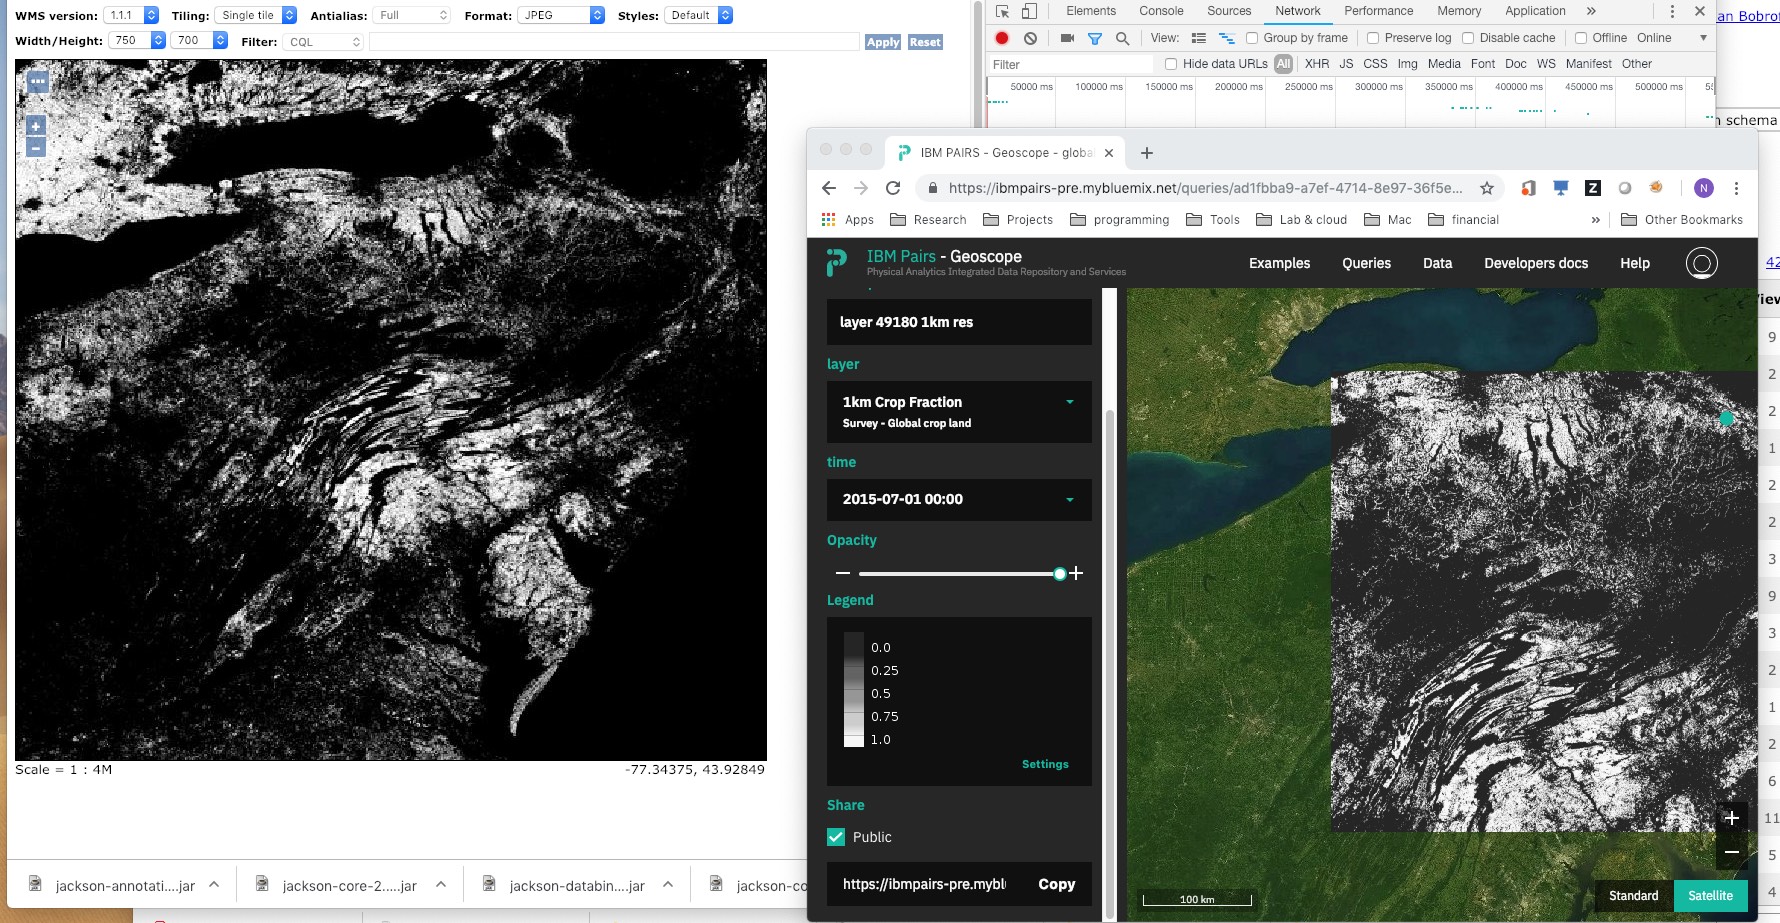 WMS version: 1.1.1 Tiling: Single tile Antialias: Full Format: JPEG Styles: Default
Width/Height: 750 700 Filter: CQL Apply Reset
Scale = 1 : 4M
-77.34375, 43.92849
jackson-annotati....jar
jackson-core-2.....jar
jackson-databin....jar
jackson-co
Elements Console Sources Network Performance Memory Application »
View: Group by frame Preserve log Disable cache Offline Online
Filter Hide data URLs All XHR JS CSS Img Media Font Doc WS Manifest Other
50000 ms 100000 ms 150000 ms 200000 ms 250000 ms 300000 ms 350000 ms 400000 ms 450000 ms 500000 ms
IBM PAIRS - Geoscope - globa
https://ibmpairs-pre.mybluemix.net/queries/ad1fbba9-a7ef-4714-8e97-36f5e...
Z
N
Apps Research Projects programming Tools Lab & cloud Mac financial » Other Bookmarks
IBM Pairs - Geoscope
Physical Analytics Integrated Data Repository and Services
Examples Queries Data Developers docs Help
layer 49180 1km res
layer
1km Crop Fraction
Survey - Global crop land
time
2015-07-01 00:00
Opacity
Legend
0.0
0.25
0.5
0.75
1.0
Settings
Share
Public
https://ibmpairs-pre.mybl
Copy
100 km
Standard Satellite
schema
42
9
2
2
1
2
2
3
9
3
2
1
2
6
11
5
4